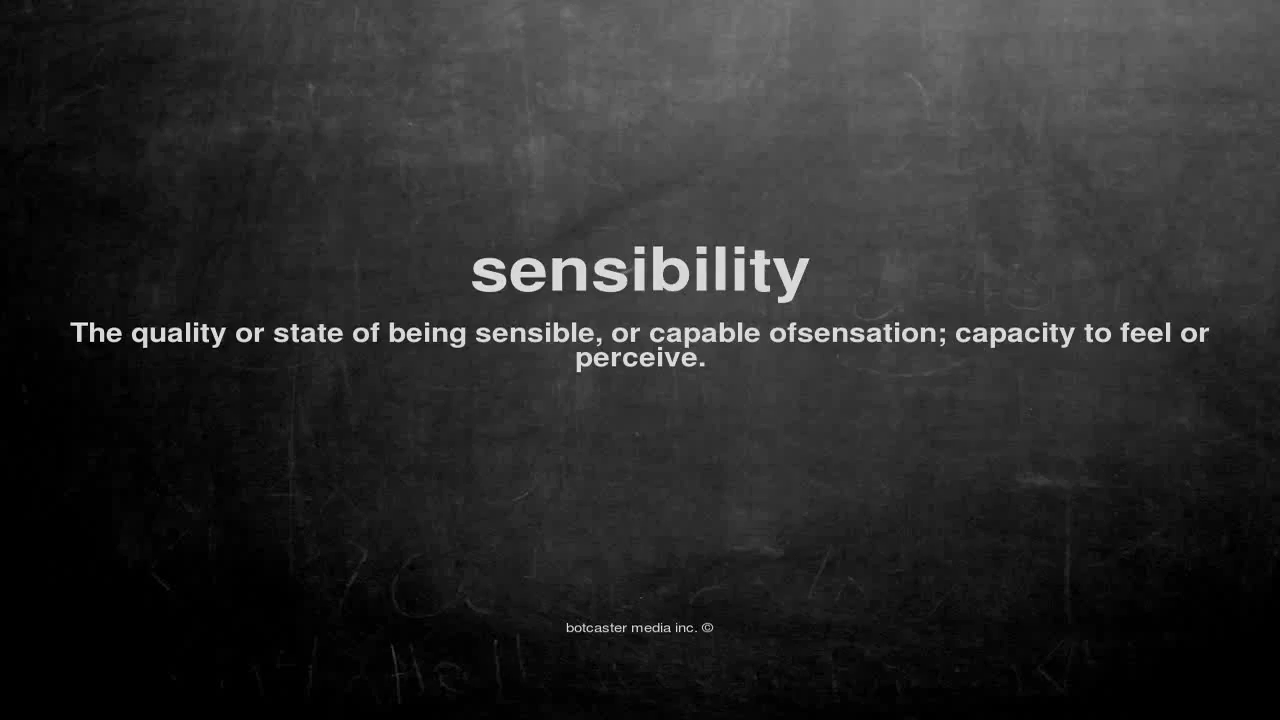 sensibility
The quality or state of being sensible, or capable ofsensation; capacity to feel or
perceive.
botcaster media inc. ©